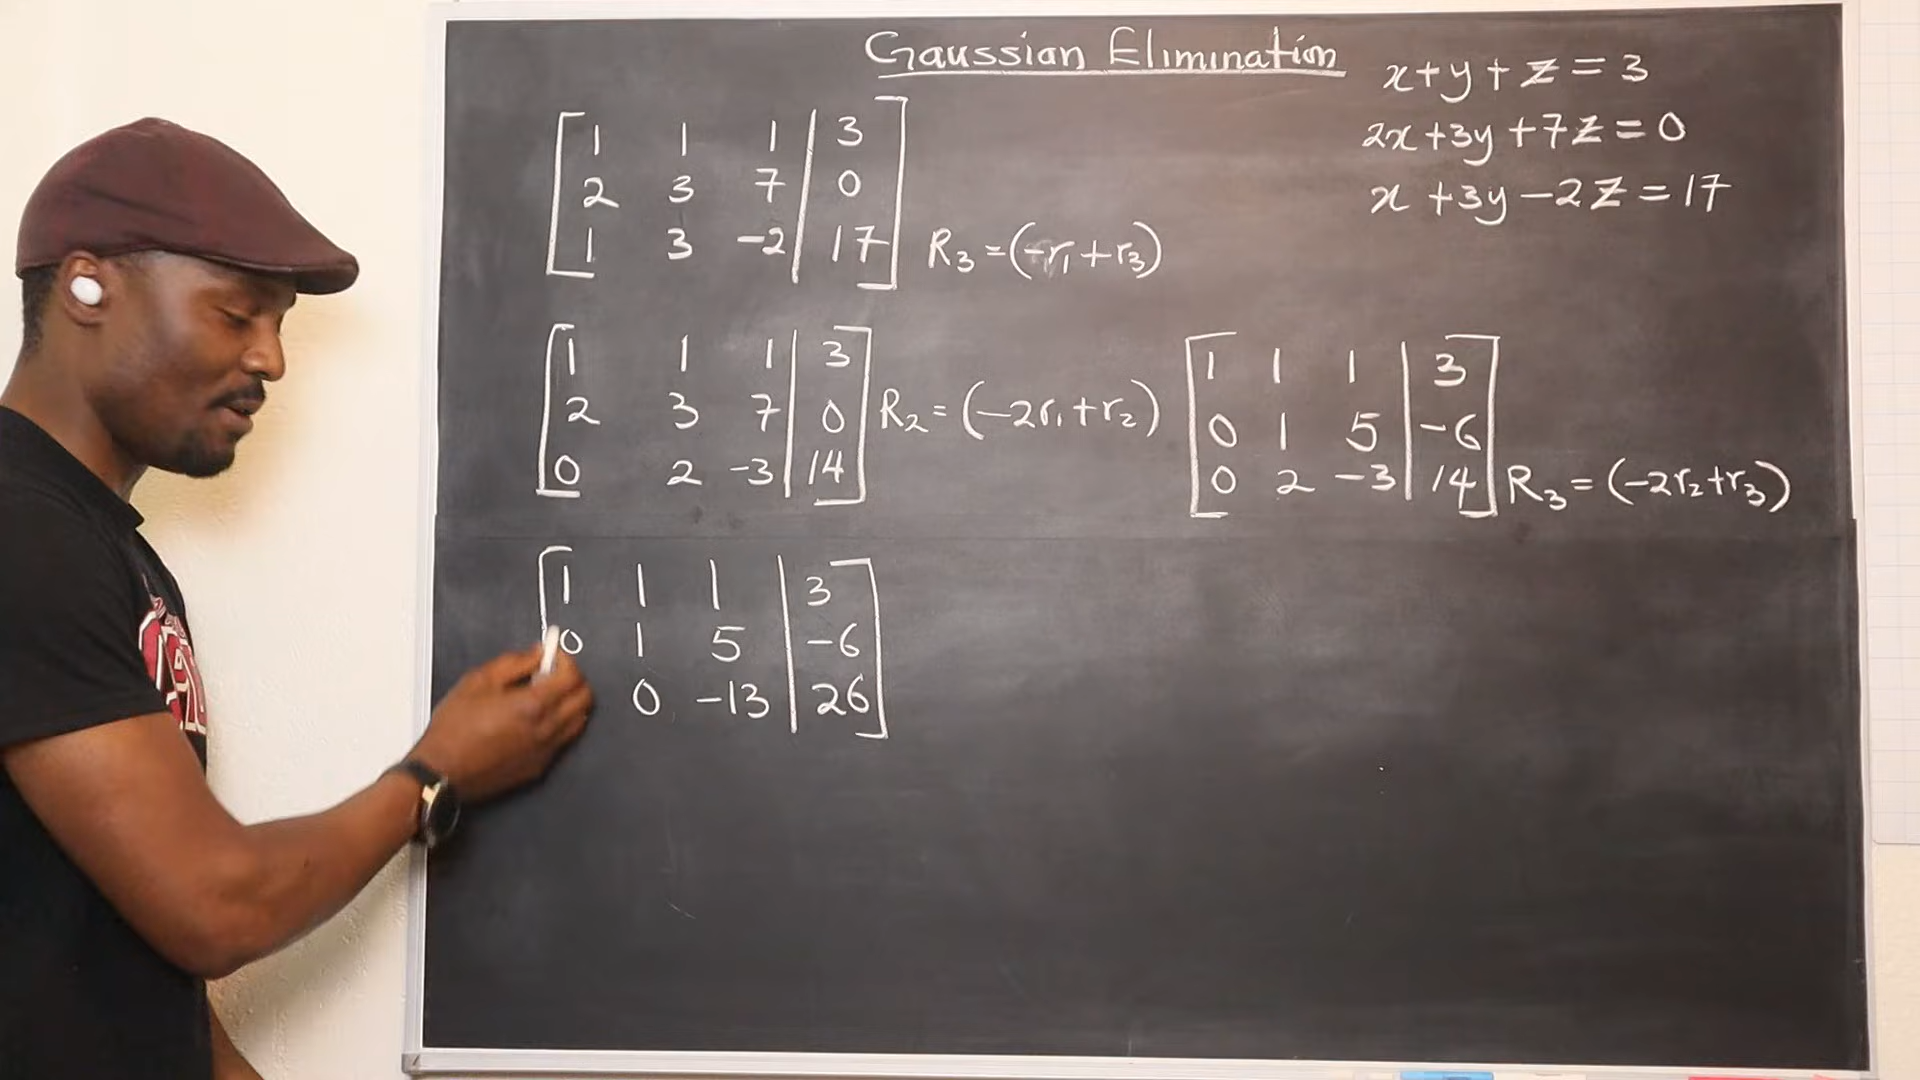 Gaussian Elimination
x+y+z=3
2x+3y+7z=0
x+3y-2z=17
1 1 1 | 3
2 3 7 | 0
1 3 -2 | 17 R₃=(-r₁+r₃)
1 1 1 | 3
2 3 7 | 0 R₂=(-2r₁+r₂)
0 2 -3 | 14
1 1 1 | 3
0 1 5 | -6
0 2 -3 | 14 R₃=(-2r₂+r₃)
1 1 1 | 3
0 1 5 | -6
0 -13 | 26